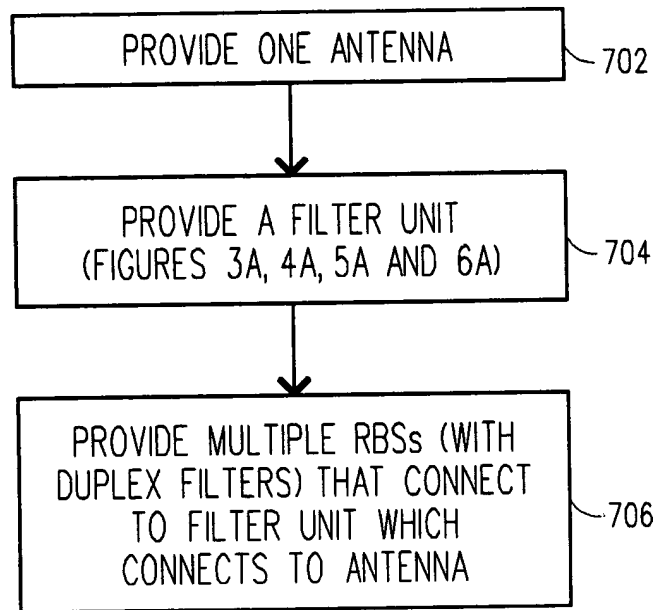 PROVIDE ONE ANTENNA
702
PROVIDE A FILTER UNIT
(FIGURES 3A, 4A, 5A AND 6A)
704
PROVIDE MULTIPLE RBSs (WITH
DUPLEX FILTERS) THAT CONNECT
TO FILTER UNIT WHICH
CONNECTS TO ANTENNA
706